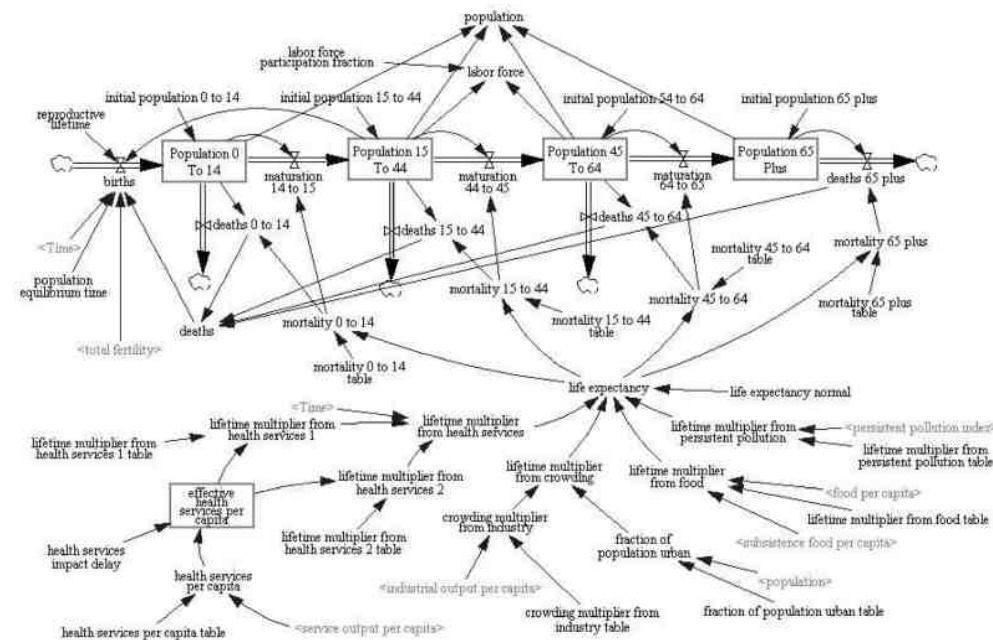 population
labor force
participation fraction
labor force
initial population 0 to 14
initial population 15 to 44
initial population 54 to 64
initial population 65 plus
reproductive
lifetime
Population 0
To 14
Population 15
To 44
Population 45
To 64
Population 65
Plus
births
maturation
14 to 15
maturation
44 to 45
maturation
64 to 65
deaths 65 plus
deaths 0 to 14
deaths 15 to 44
deaths 45 to 64
<Time>
mortality 45 to 64
table
mortality 65 plus
population
equilibrium time
mortality 15 to 44
mortality 45 to 64
mortality 65 plus
table
deaths
mortality 0 to 14
mortality 15 to 44
table
<total fertility>
mortality 0 to 14
table
life expectancy
life expectancy normal
<Time>
lifetime multiplier from
health services 1 table
lifetime multiplier from
health services 1
lifetime multiplier
from health services
lifetime multiplier from
persistent pollution
<persistent pollution index>
lifetime multiplier from
persistent pollution table
lifetime multiplier from
health services 2
lifetime multiplier
from crowding
lifetime multiplier
from food
<food per capita>
effective
health
services per
capita
lifetime multiplier from
health services 2 table
crowding multiplier
from industry
lifetime multiplier from food table
<subsistence food per capita>
health services
impact delay
fraction of
population urban
health services
per capita
<industrial output per capita>
<population>
health services per capita table
<service output per capita>
crowding multiplier from
industry table
fraction of population urban table